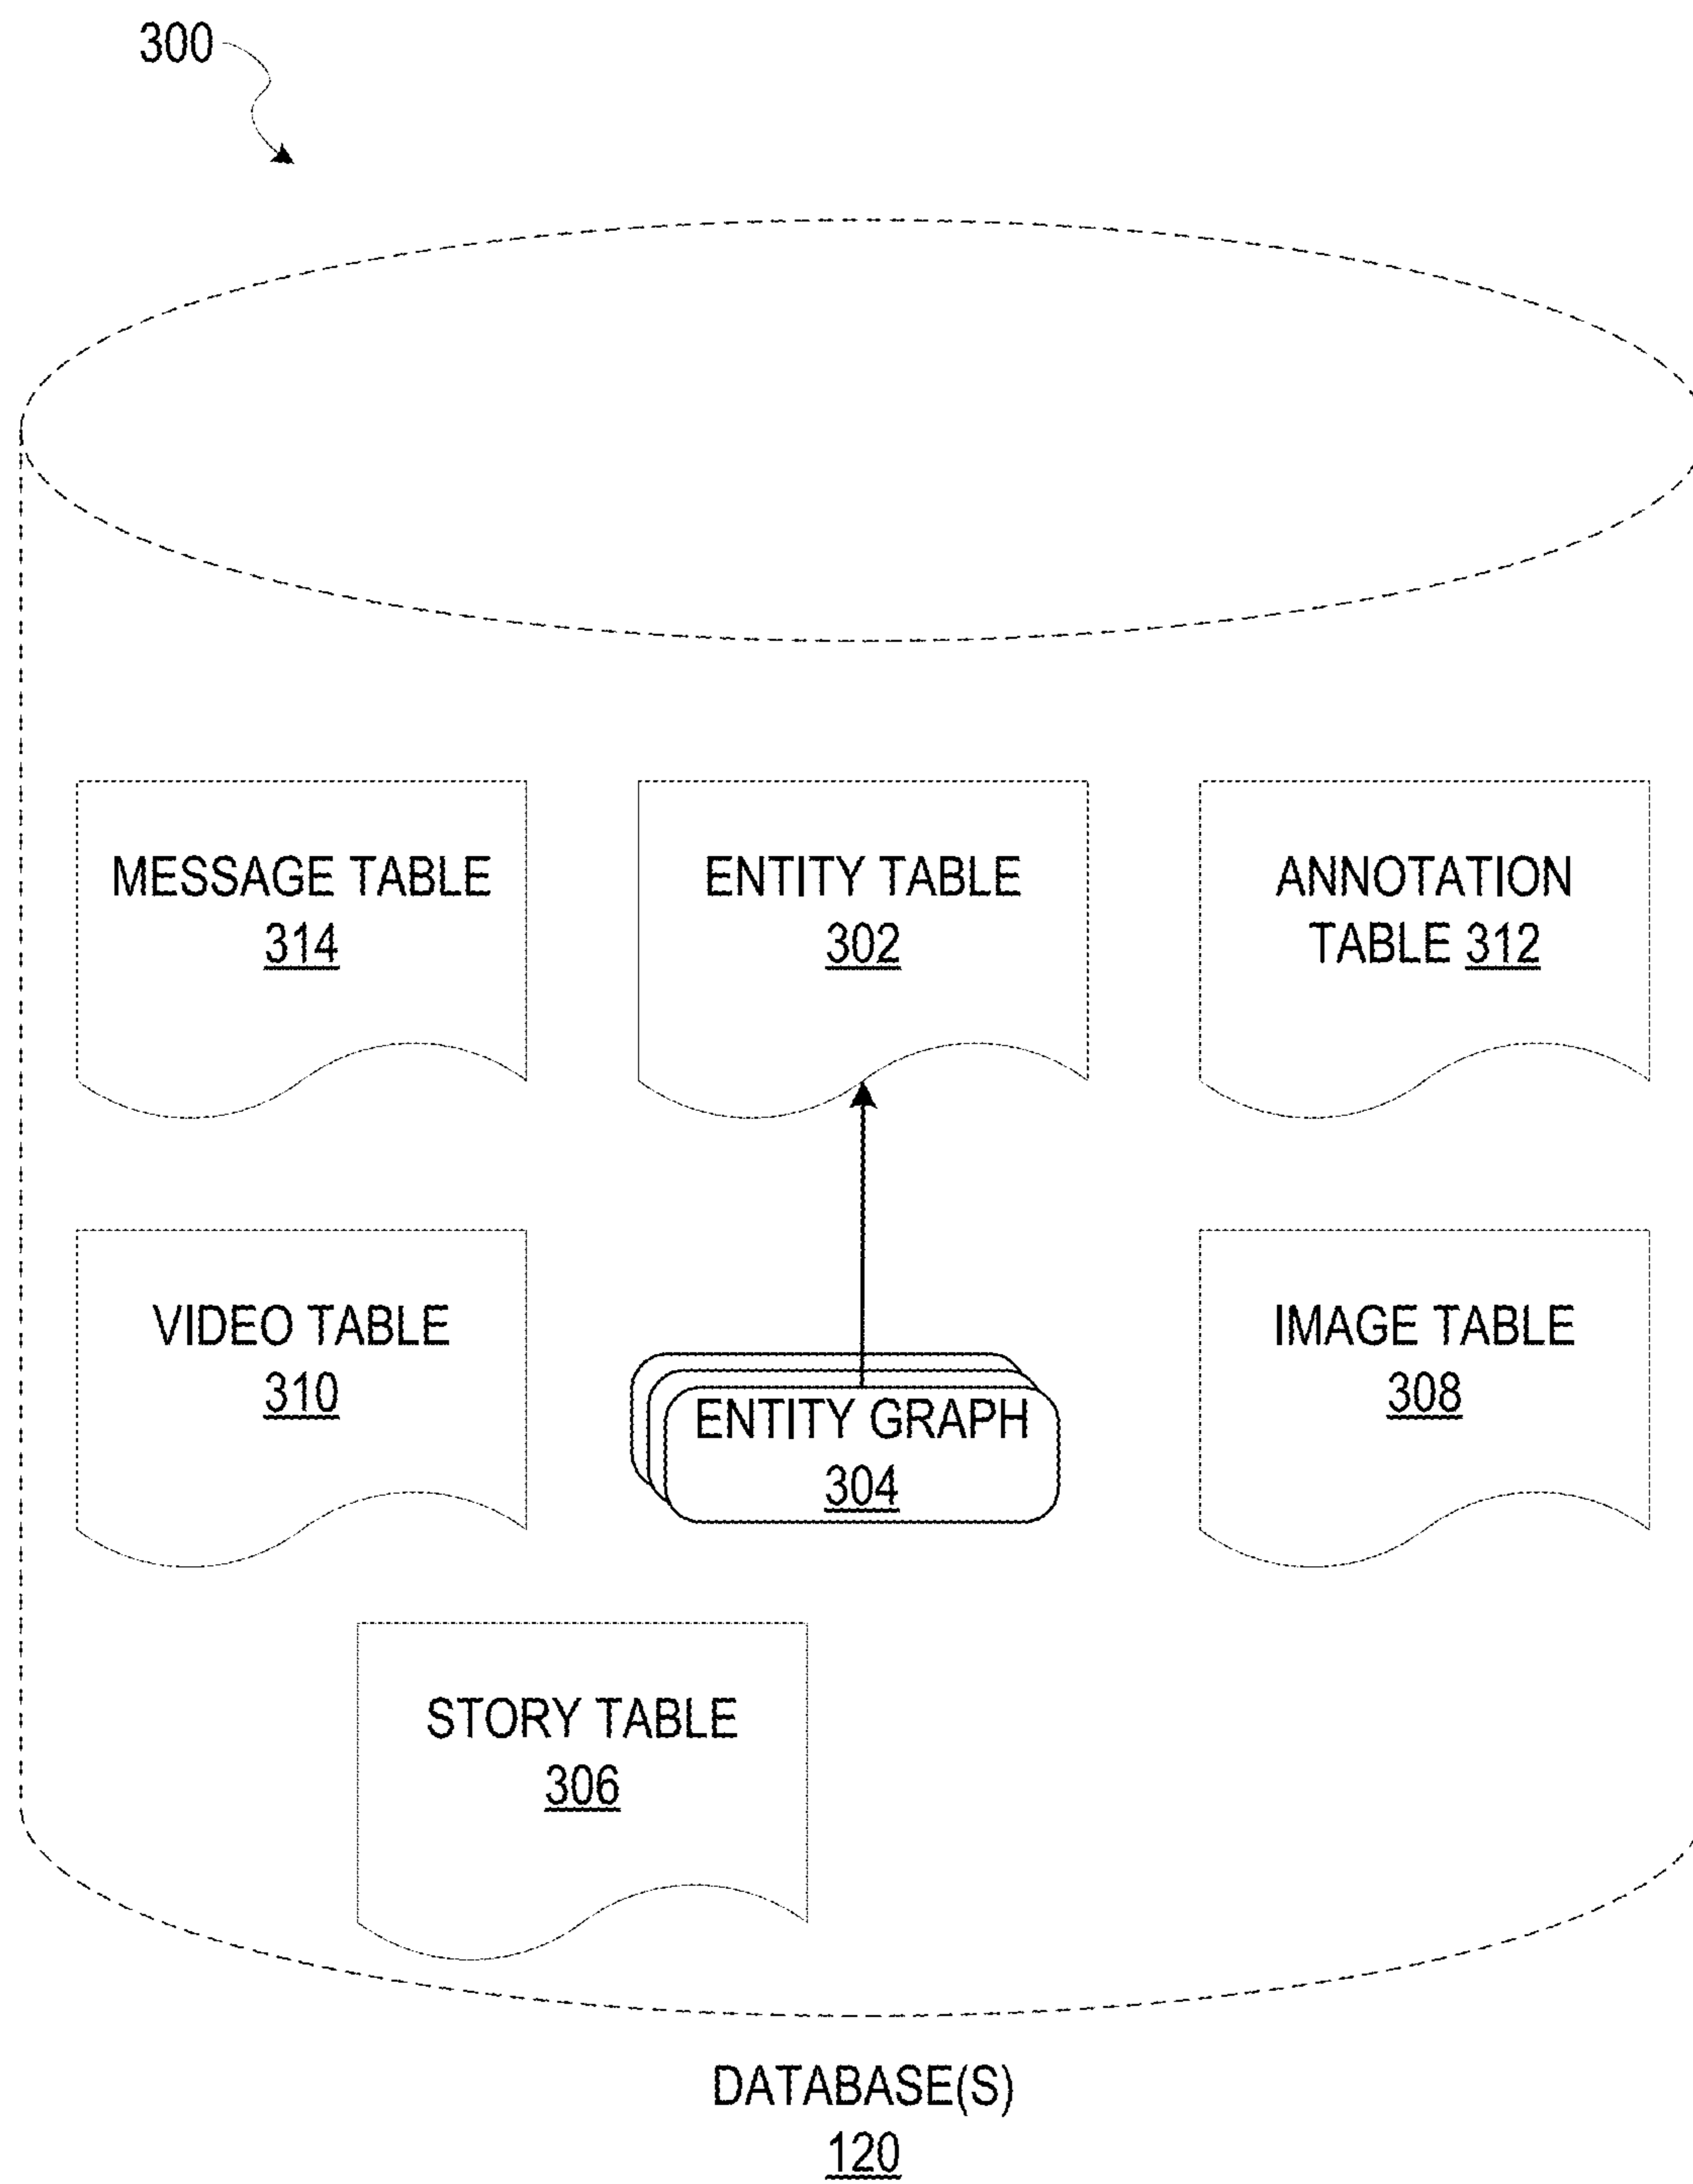 300
MESSAGE TABLE
314
ENTITY TABLE
302
ANNOTATION
TABLE 312
VIDEO TABLE
310
ENTITY GRAPH
304
IMAGE TABLE
308
STORY TABLE
306
DATABASE(S)
120